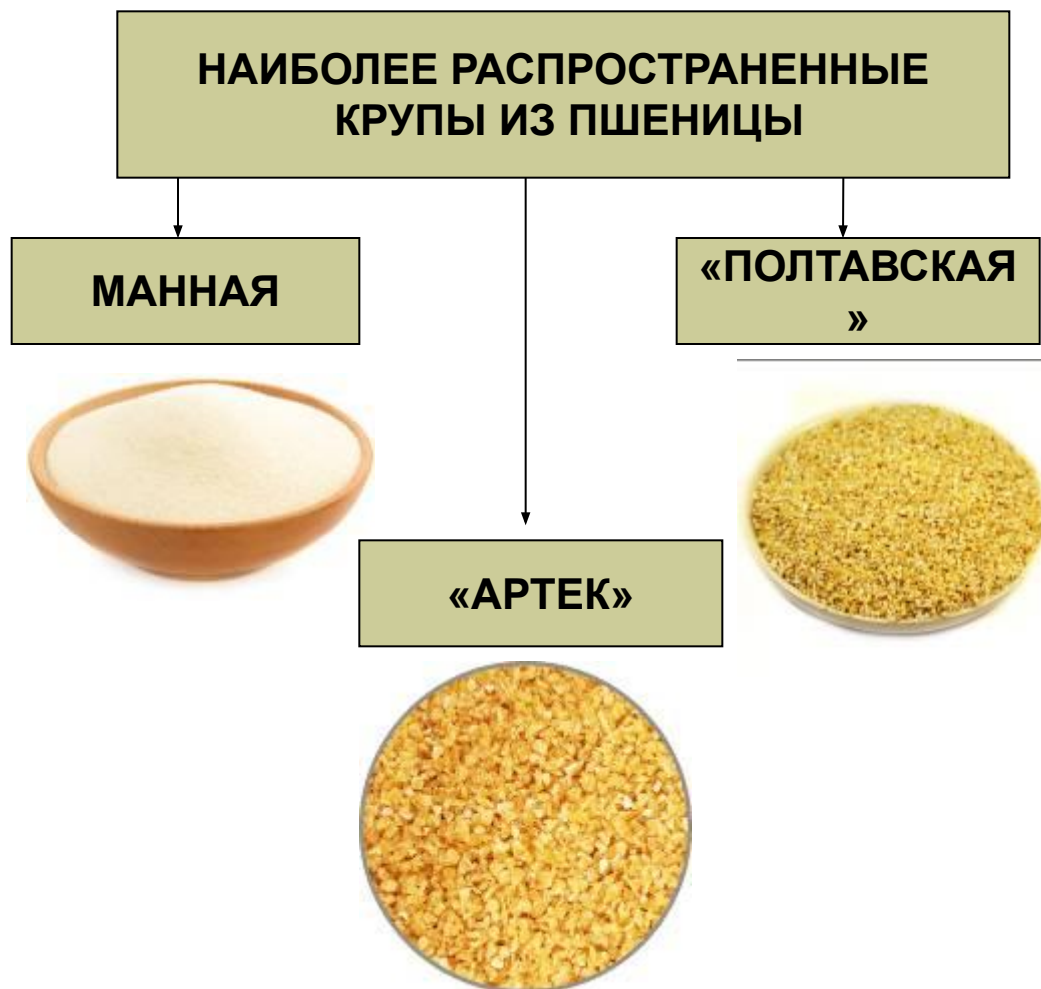 НАИБОЛЕЕ РАСПРОСТРАНЕННЫЕ
КРУПЫ ИЗ ПШЕНИЦЫ
МАННАЯ
«ПОЛТАВСКАЯ
»
«АРТЕК»